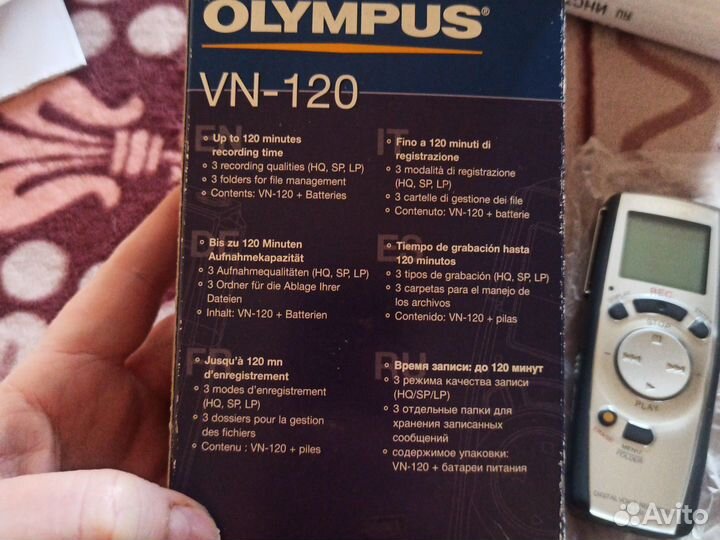 OLYMPUS®
VN-120
EN
• Up to 120 minutes
recording time
• 3 recording qualities (HQ, SP, LP)
• 3 folders for file management
• Contents: VN-120 + Batteries
DE
• Bis zu 120 Minuten
Aufnahmekapazität
• 3 Aufnahmequalitäten (HQ, SP, LP)
• 3 Ordner für die Ablage Ihrer
Dateien
• Inhalt: VN-120 + Batterien
FR
• Jusqu'à 120 mn
d'enregistrement
• 3 modes d'enregistrement
(HQ, SP, LP)
• 3 dossiers pour la gestion
des fichiers
• Contenu : VN-120 + piles
IT
• Fino a 120 minuti di
registrazione
• 3 modalità di registrazione
(HQ, SP, LP)
• 3 cartelle di gestione dei file
• Contenuto: VN-120 + batterie
ES
• Tiempo de grabación hasta
120 minutos
• 3 tipos de grabación (HQ, SP, LP)
• 3 carpetas para el manejo de
los archivos
• Contenido: VN-120 + pilas
RU
• Время записи: до 120 минут
• 3 режима качества записи
(HQ/SP/LP)
• 3 отдельные папки для
хранения записанных
сообщений
• содержимое упаковки:
VN-120 + батареи питания
REC
STOP
PLAY
ERASE
MENU
FOLDER
DIGITAL
Avito